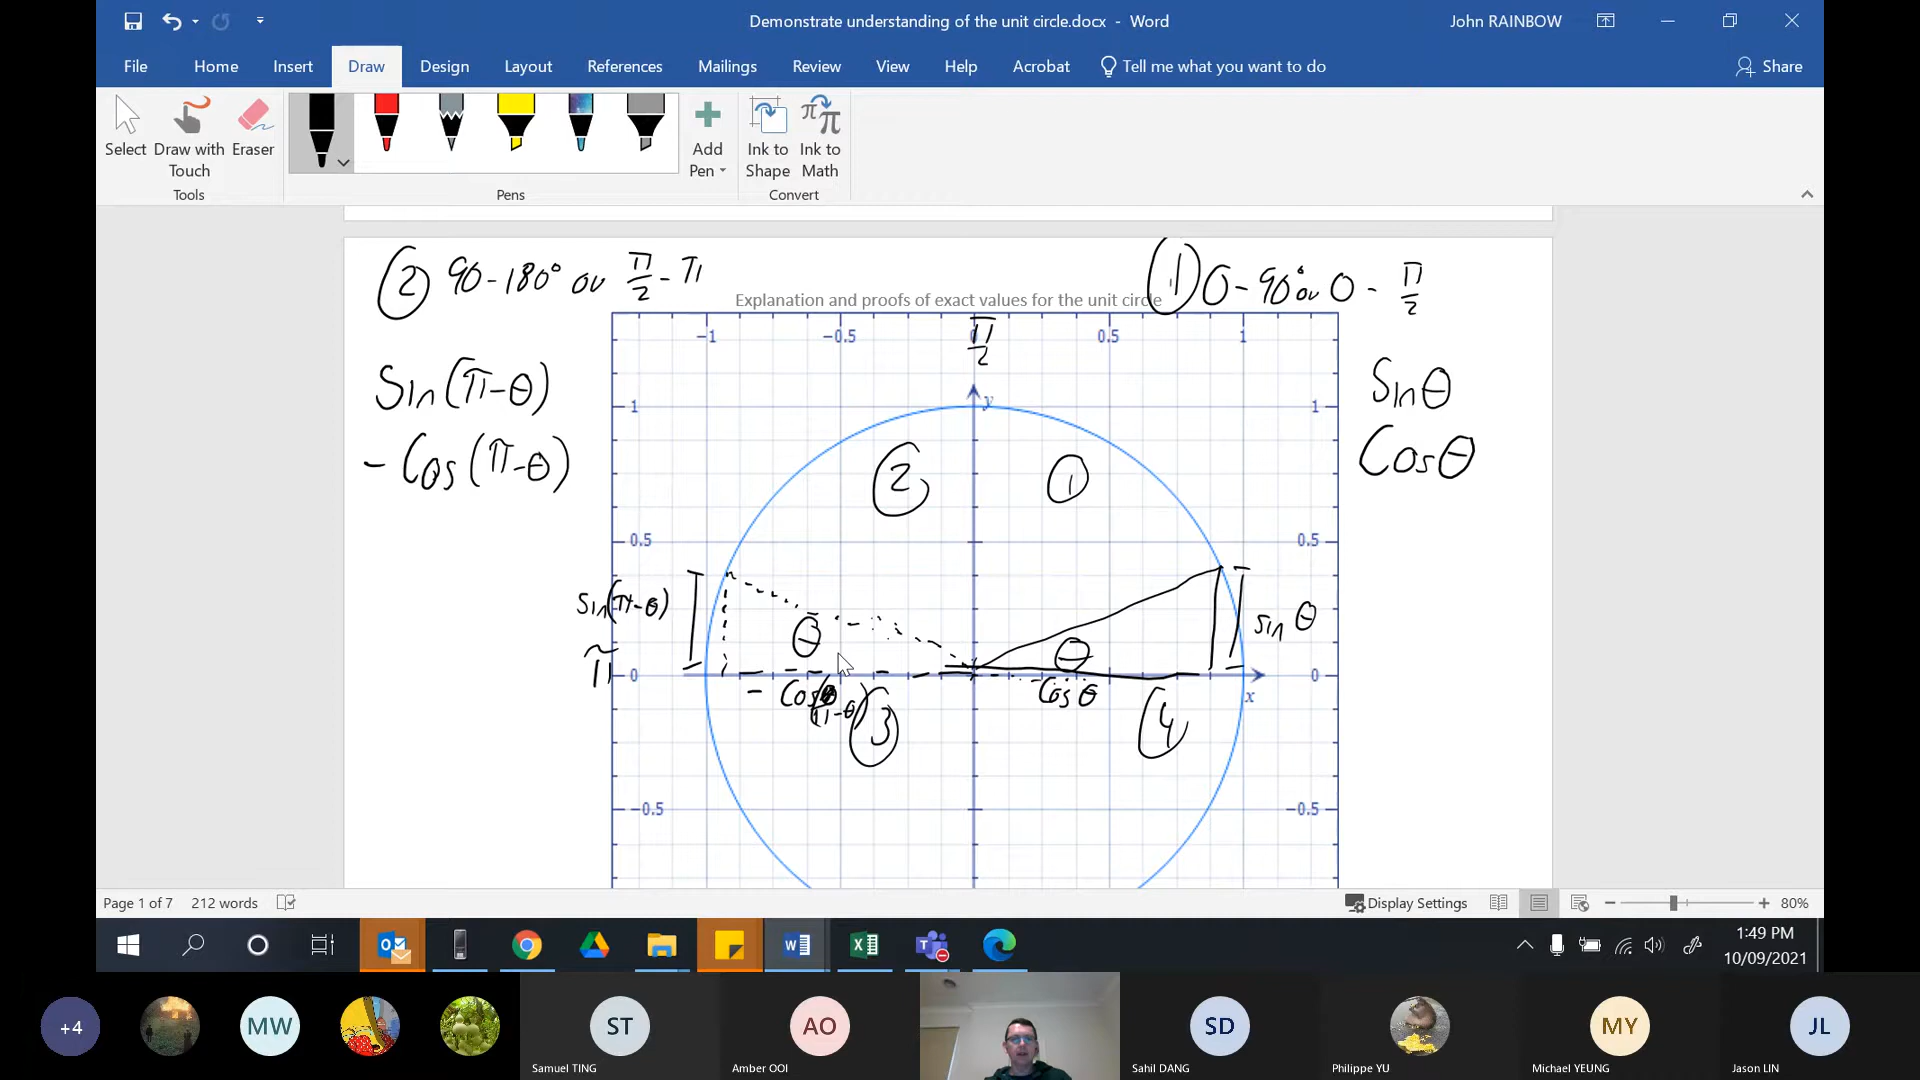 Demonstrate understanding of the unit circle.docx - Word
John RAINBOW
File Home Insert Draw Design Layout References Mailings Review View Help Acrobat Tell me what you want to do Share
Select Draw with Touch Eraser
Add Pen
Ink to Shape
Ink to Math
Tools Pens Convert
② 90-180° or π/2 - π
① 0-90° or 0 - π/2
Explanation and proofs of exact values for the unit circle
-1 -0.5 0.5 1
π/2
Sin(π-θ)
Sinθ
1 y 1
- Cos(π-θ)
Cosθ
② ①
0.5 0.5
sin(π-θ)
θ θ
sin θ
π 0 0
- Cos(π-θ)
Cos θ
x
③ ④
-0.5 -0.5
Page 1 of 7 212 words
Display Settings
80%
1:49 PM
10/09/2021
+4 MW ST AO SD MY JL
Samuel TING Amber OOI Sahil DANG Philippe YU Michael YEUNG Jason LIN